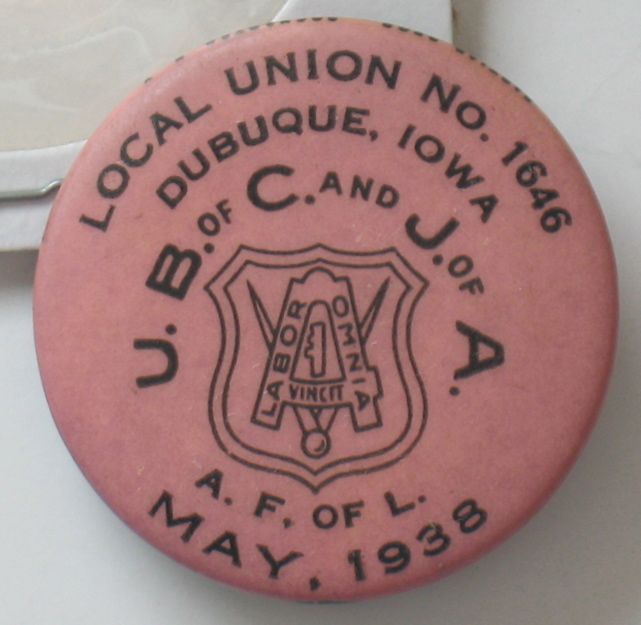 LOCAL UNION NO. 1646
DUBUQUE, IOWA
U. B. OF C. AND J. OF A.
LABOR
OMNIA
VINCIT
A. F. OF L.
MAY, 1938